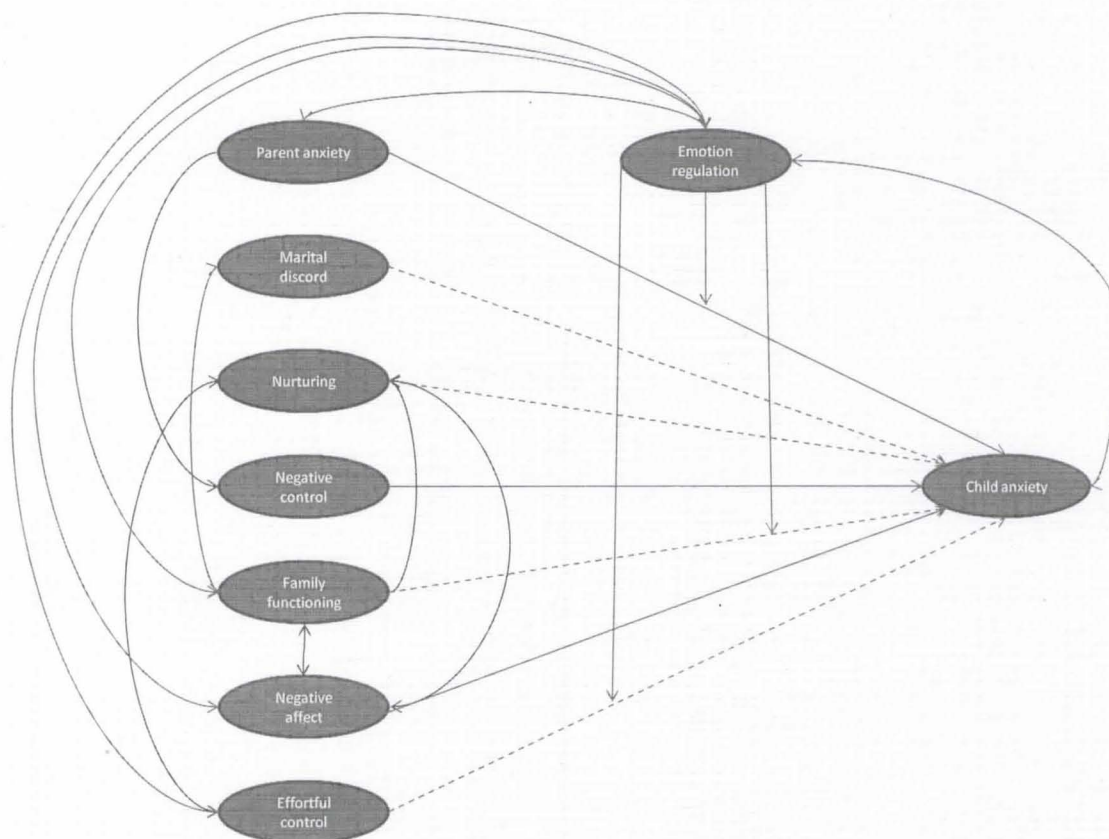 Parent anxiety
Emotion
regulation
Marital
discord
Nurturing
Negative
control
Child anxiety
Family
functioning
Negative
affect
Effortful
control